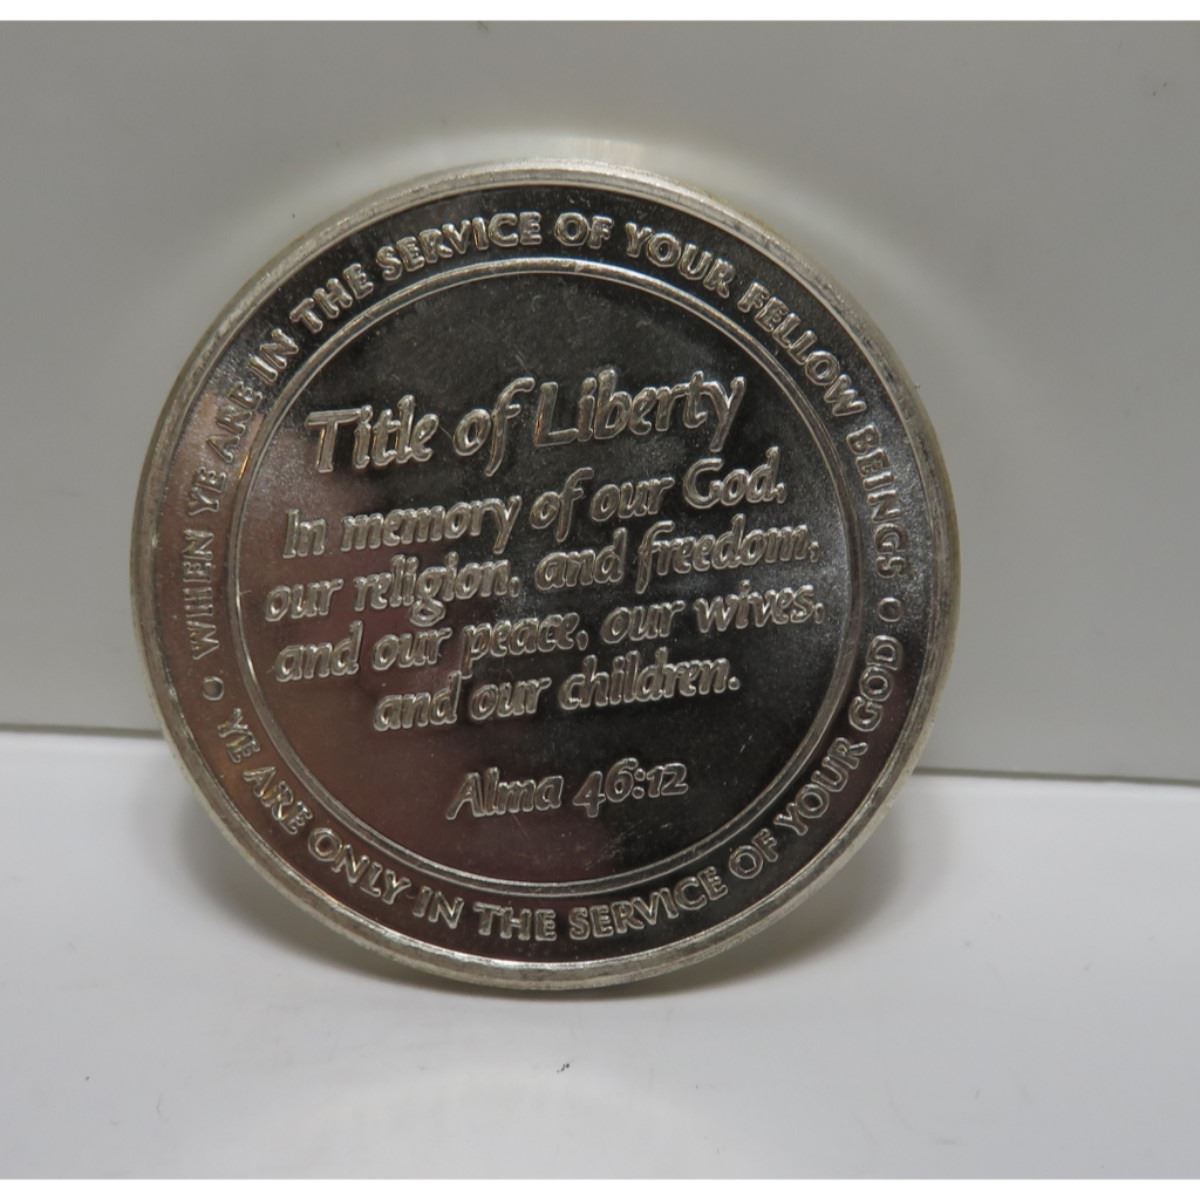 WHEN YE ARE IN THE SERVICE OF YOUR FELLOW BEINGS
Title of Liberty
In memory of our God,
our religion, and freedom,
and our peace, our wives,
and our children.
Alma 46:12
YE ARE ONLY IN THE SERVICE OF YOUR GOD